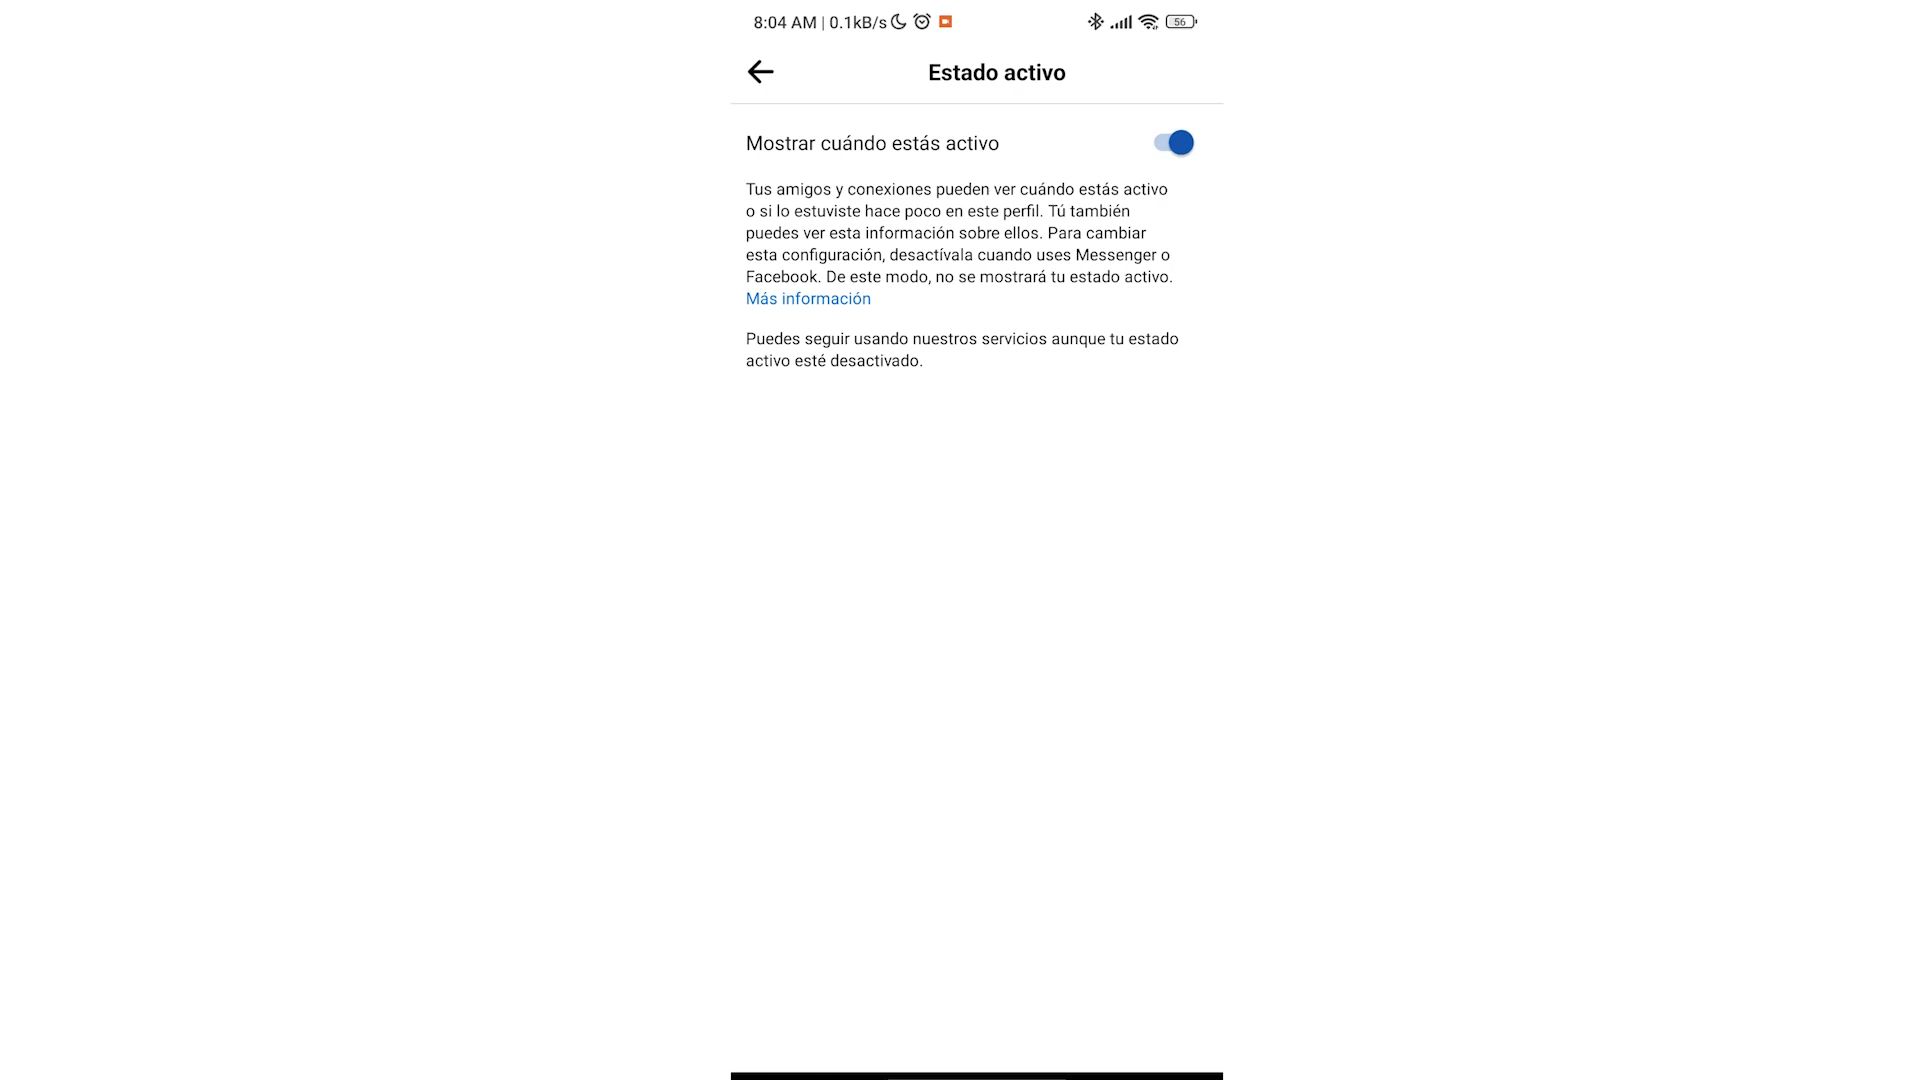 8:04 AM | 0.1kB/s 56
Estado activo
Mostrar cuándo estás activo
Tus amigos y conexiones pueden ver cuándo estás activo
o si lo estuviste hace poco en este perfil. Tú también
puedes ver esta información sobre ellos. Para cambiar
esta configuración, desactívala cuando uses Messenger o
Facebook. De este modo, no se mostrará tu estado activo.
Más información
Puedes seguir usando nuestros servicios aunque tu estado
activo esté desactivado.